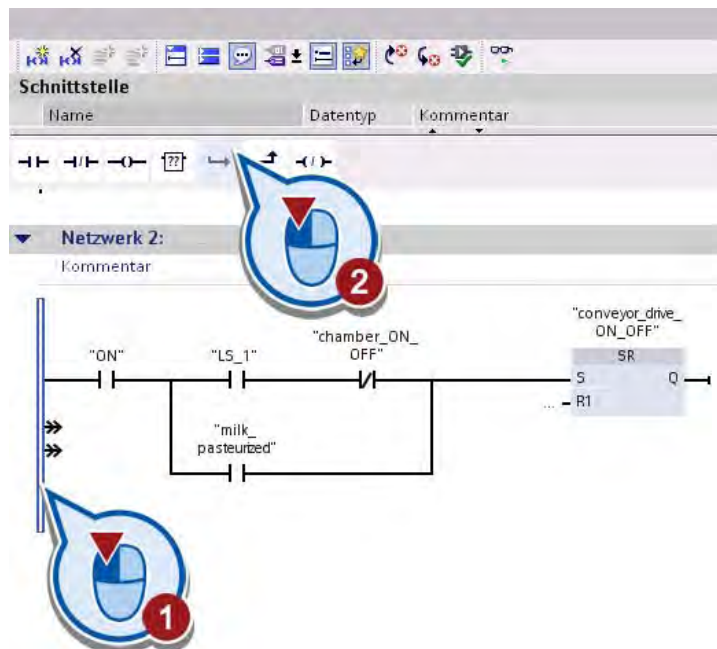 Schnittstelle
Name Datentyp Kommentar
??
2
Netzwerk 2:
Kommentar
"conveyor_drive_
ON_OFF"
"chamber_ON_
OFF"
"ON" "LS_1" SR
S Q
... R1
"milk_
pasteurized"
1